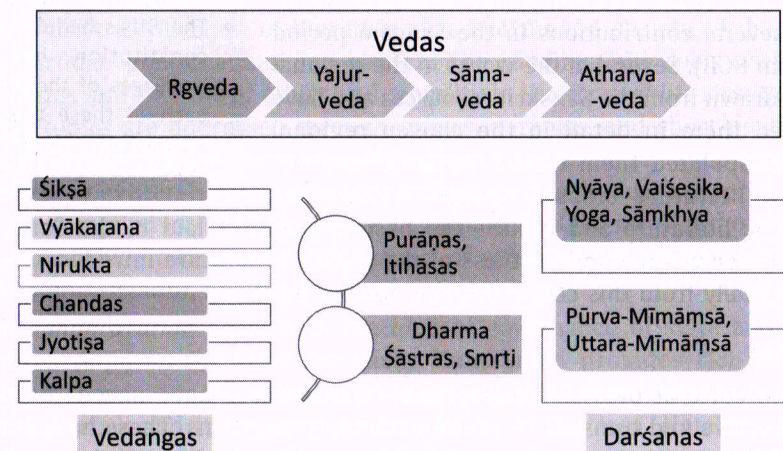 Vedas
Ṛgveda
Yajur-
veda
Sāma-
veda
Atharva
-veda
Śikṣā
Vyākaraṇa
Nirukta
Chandas
Jyotiṣa
Kalpa
Vedāṅgas
Purāṇas,
Itihāsas
Dharma
Śāstras, Smṛti
Nyāya, Vaiśeṣika,
Yoga, Sāṃkhya
Pūrva-Mīmāṃsā,
Uttara-Mīmāṃsā
Darśanas